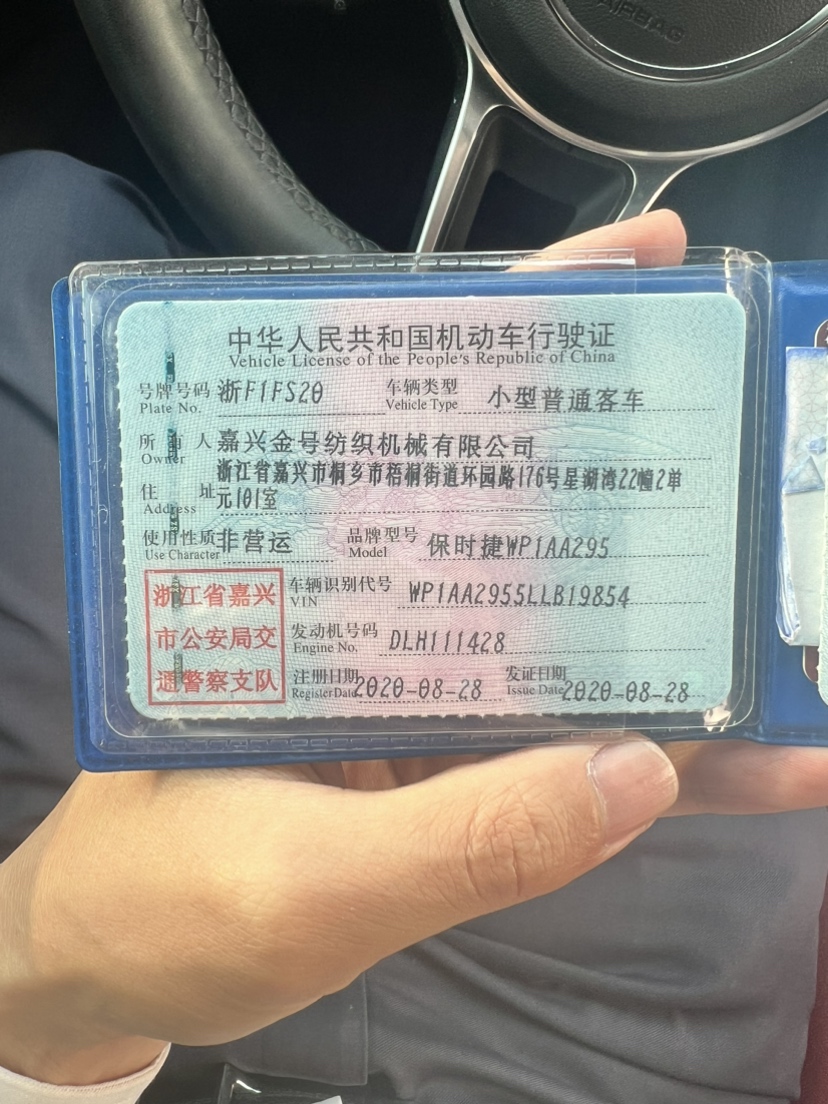 AIRBAG
中华人民共和国机动车行驶证
Vehicle License of the People's Republic of China
号牌号码 浙F1FS20 车辆类型 小型普通客车
Plate No. Vehicle Type
所有人 嘉兴金号纺织机械有限公司
Owner
浙江省嘉兴市桐乡市梧桐街道环园路176号星湖湾22幢2单
住址 元101室
Address
使用性质 非营运 品牌型号 保时捷WP1AA295
Use Character Model
浙江省嘉兴
市公安局交
通警察支队
车辆识别代号 WP1AA2955LLB19854
VIN
发动机号码 DLH111428
Engine No.
注册日期 2020-08-28 发证日期 2020-08-28
Register Date Issue Date